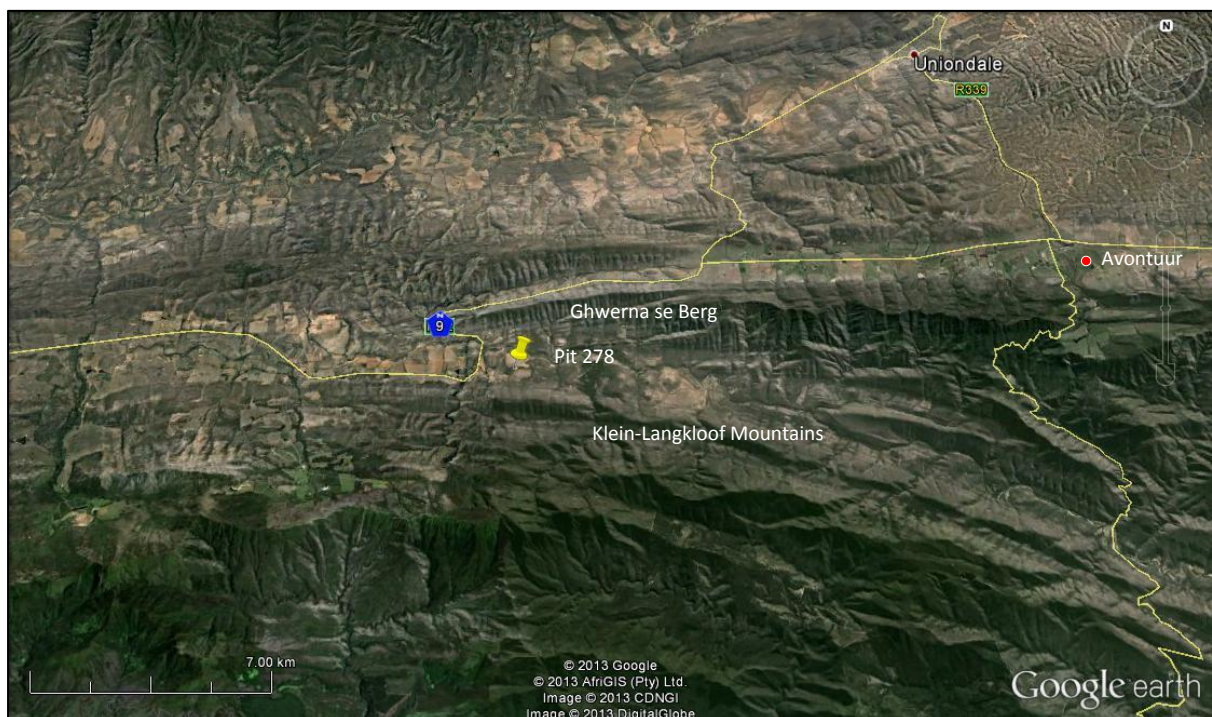 N
Uniondale
R339
Avontuur
Ghwerna se Berg
N
9
Pit 278
Klein-Langkloof Mountains
7.00 km
© 2013 Google
© 2013 AfriGIS (Pty) Ltd.
Image © 2013 CDNGI
Image © 2013 DigitalGlobe
Google earth